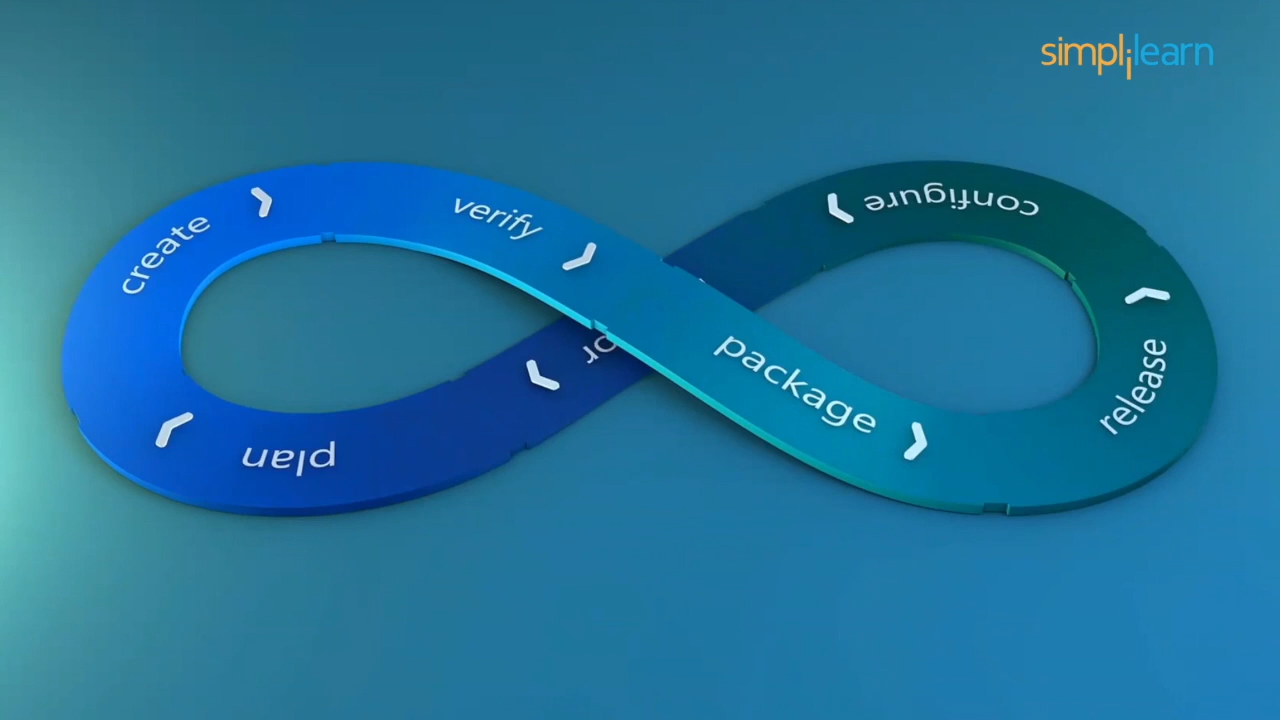 simplilearn
create
verify
configure
package
release
plan